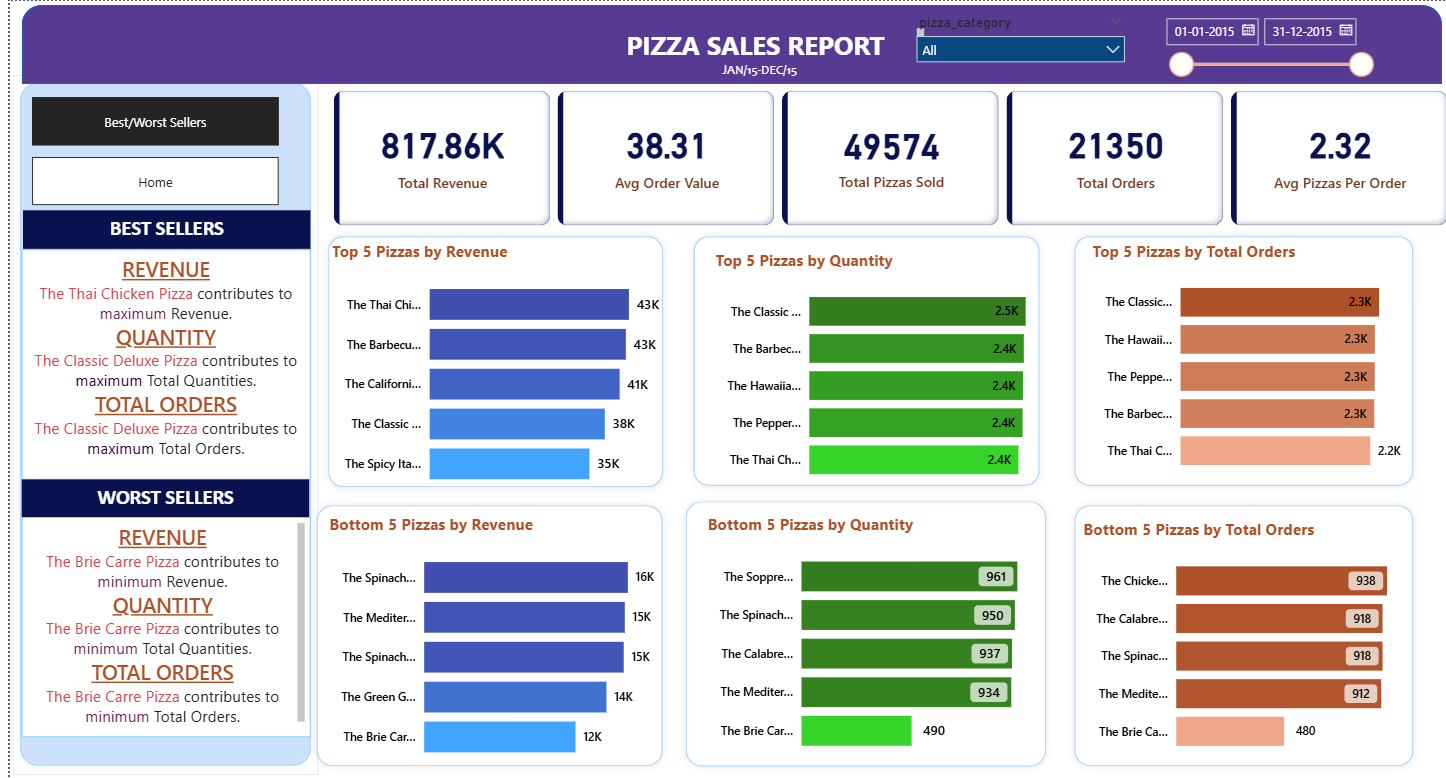 PIZZA SALES REPORT
JAN/15-DEC/15
pizza_category
All
01-01-2015
31-12-2015
Best/Worst Sellers
Home
BEST SELLERS
REVENUE
The Thai Chicken Pizza contributes to
maximum Revenue.
QUANTITY
The Classic Deluxe Pizza contributes to
maximum Total Quantities.
TOTAL ORDERS
The Classic Deluxe Pizza contributes to
maximum Total Orders.
WORST SELLERS
REVENUE
The Brie Carre Pizza contributes to
minimum Revenue.
QUANTITY
The Brie Carre Pizza contributes to
minimum Total Quantities.
TOTAL ORDERS
The Brie Carre Pizza contributes to
minimum Total Orders.
817.86K
Total Revenue
38.31
Avg Order Value
49574
Total Pizzas Sold
21350
Total Orders
2.32
Avg Pizzas Per Order
Top 5 Pizzas by Revenue
The Thai Chi... 43K
The Barbecu... 43K
The Californi... 41K
The Classic ... 38K
The Spicy Ita... 35K
Top 5 Pizzas by Quantity
The Classic ... 2.5K
The Barbec... 2.4K
The Hawaiia... 2.4K
The Pepper... 2.4K
The Thai Ch... 2.4K
Top 5 Pizzas by Total Orders
The Classic... 2.3K
The Hawaii... 2.3K
The Peppe... 2.3K
The Barbec... 2.3K
The Thai C... 2.2K
Bottom 5 Pizzas by Revenue
The Spinach... 16K
The Mediter... 15K
The Spinach... 15K
The Green G... 14K
The Brie Car... 12K
Bottom 5 Pizzas by Quantity
The Soppre... 961
The Spinach... 950
The Calabre... 937
The Mediter... 934
The Brie Car... 490
Bottom 5 Pizzas by Total Orders
The Chicke... 938
The Calabre... 918
The Spinac... 918
The Medite... 912
The Brie Ca... 480